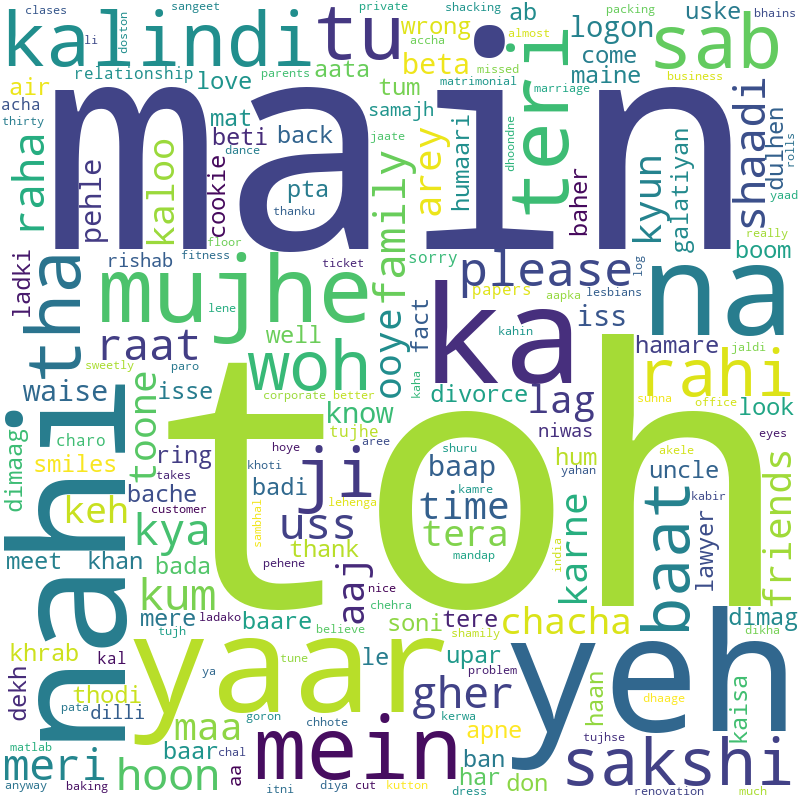 clases
sangeet
private
shacking
packing
bhains
li
doston
accha
almost
kalindi
tu
ab
uske
sab
wrong
logon
relationship
parents
missed
come
business
air
love
aata
beta
maine
matrimonial
marriage
acha
mat
tum
samajh
thirty
beti
back
jaate
main
teri
shaadi
dulhen
rolls
raha
pehle
kaloo
cookie
dance
pta
thanku
family
arey
humaari
dhoondne
baher
kyun
galatiyan
yaad
really
floor
fitness
ladki
rishab
ticket
sorry
please
log
boom
tha
mujhe
lene
ooye
fact
papers
aapka
lesbians
na
raat
well
woh
ka
kahin
iss
hamare
jaldi
sweetly
paro
waise
isse
corporate
better
kaha
divorce
rahi
sunna
office
look
nahi
toone
know
tujhe
lag
niwas
dimaag
charo
ring
hoye
aree
shuru
akele
eyes
smiles
takes
khoti
ji
baap
yahan
hum
uncle
kabir
bache
badi
lehenga
kamre
keh
customer
sambhal
uss
time
toh
karne
baat
lawyer
friends
kya
pehene
tera
mandap
meet
khan
thank
india
bada
aaj
nice
kum
chehra
mere
ladako
baare
soni
tere
chacha
dimag
tujh
believe
shamily
dikha
khrab
kal
ya
tune
le
upar
yaar
yeh
dekh
thodi
problem
gher
dhaage
haan
kaisa
pata
dilli
goron
maa
apne
matlab
baar
chhote
kerwa
tujhse
meri
aa
chal
mein
ban
sakshi
hoon
itni
diya
cut
kutton
har
don
anyway
baking
dress
renovation
much